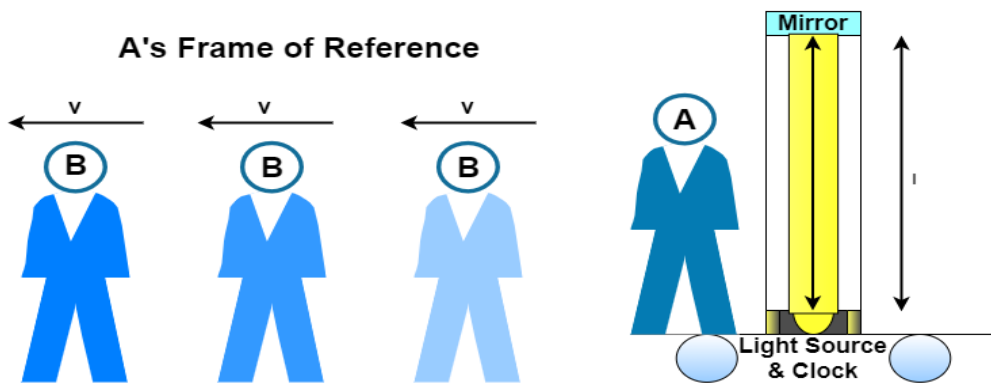 A's Frame of Reference
v
v
v
B
B
B
A
Mirror
l
Light Source
& Clock